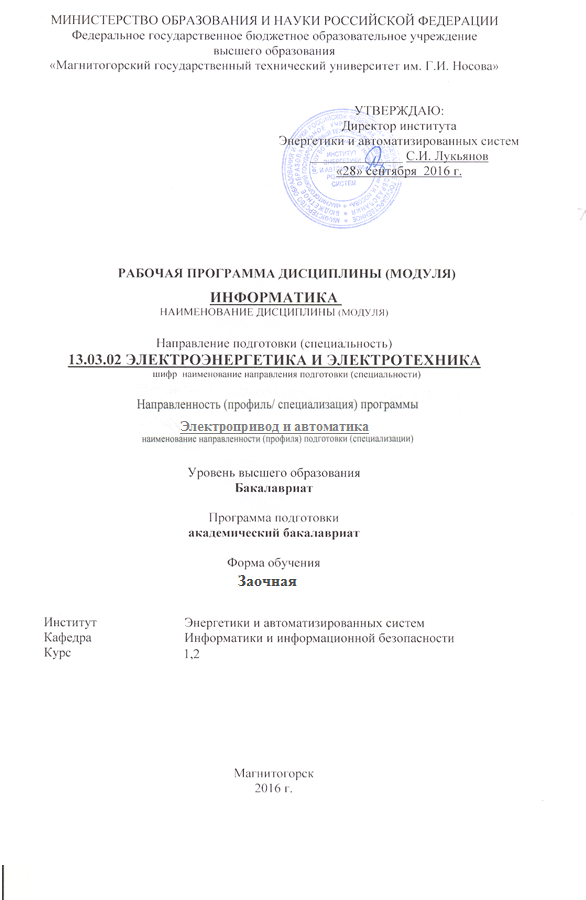 МИНИСТЕРСТВО ОБРАЗОВАНИЯ И НАУКИ РОССИЙСКОЙ ФЕДЕРАЦИИ
Федеральное государственное бюджетное образовательное учреждение
высшего образования
«Магнитогорский государственный технический университет им. Г.И. Носова»
УТВЕРЖДАЮ:
Директор института
Энергетики и автоматизированных систем
С.И. Лукьянов
«28» сентября 2016 г.
ИНСТИТУТ
ЭНЕРГЕТИКИ
СИСТЕМ
РАБОЧАЯ ПРОГРАММА ДИСЦИПЛИНЫ (МОДУЛЯ)
ИНФОРМАТИКА
НАИМЕНОВАНИЕ ДИСЦИПЛИНЫ (МОДУЛЯ)
Направление подготовки (специальность)
13.03.02 ЭЛЕКТРОЭНЕРГЕТИКА И ЭЛЕКТРОТЕХНИКА
шифр наименование направления подготовки (специальности)
Направленность (профиль/ специализация) программы
Электропривод и автоматика
наименование направленности (профиля) подготовки (специализации)
Уровень высшего образования
Бакалавриат
Программа подготовки
академический бакалавриат
Форма обучения
Заочная
Институт Энергетики и автоматизированных систем
Кафедра Информатики и информационной безопасности
Курс 1,2
Магнитогорск
2016 г.